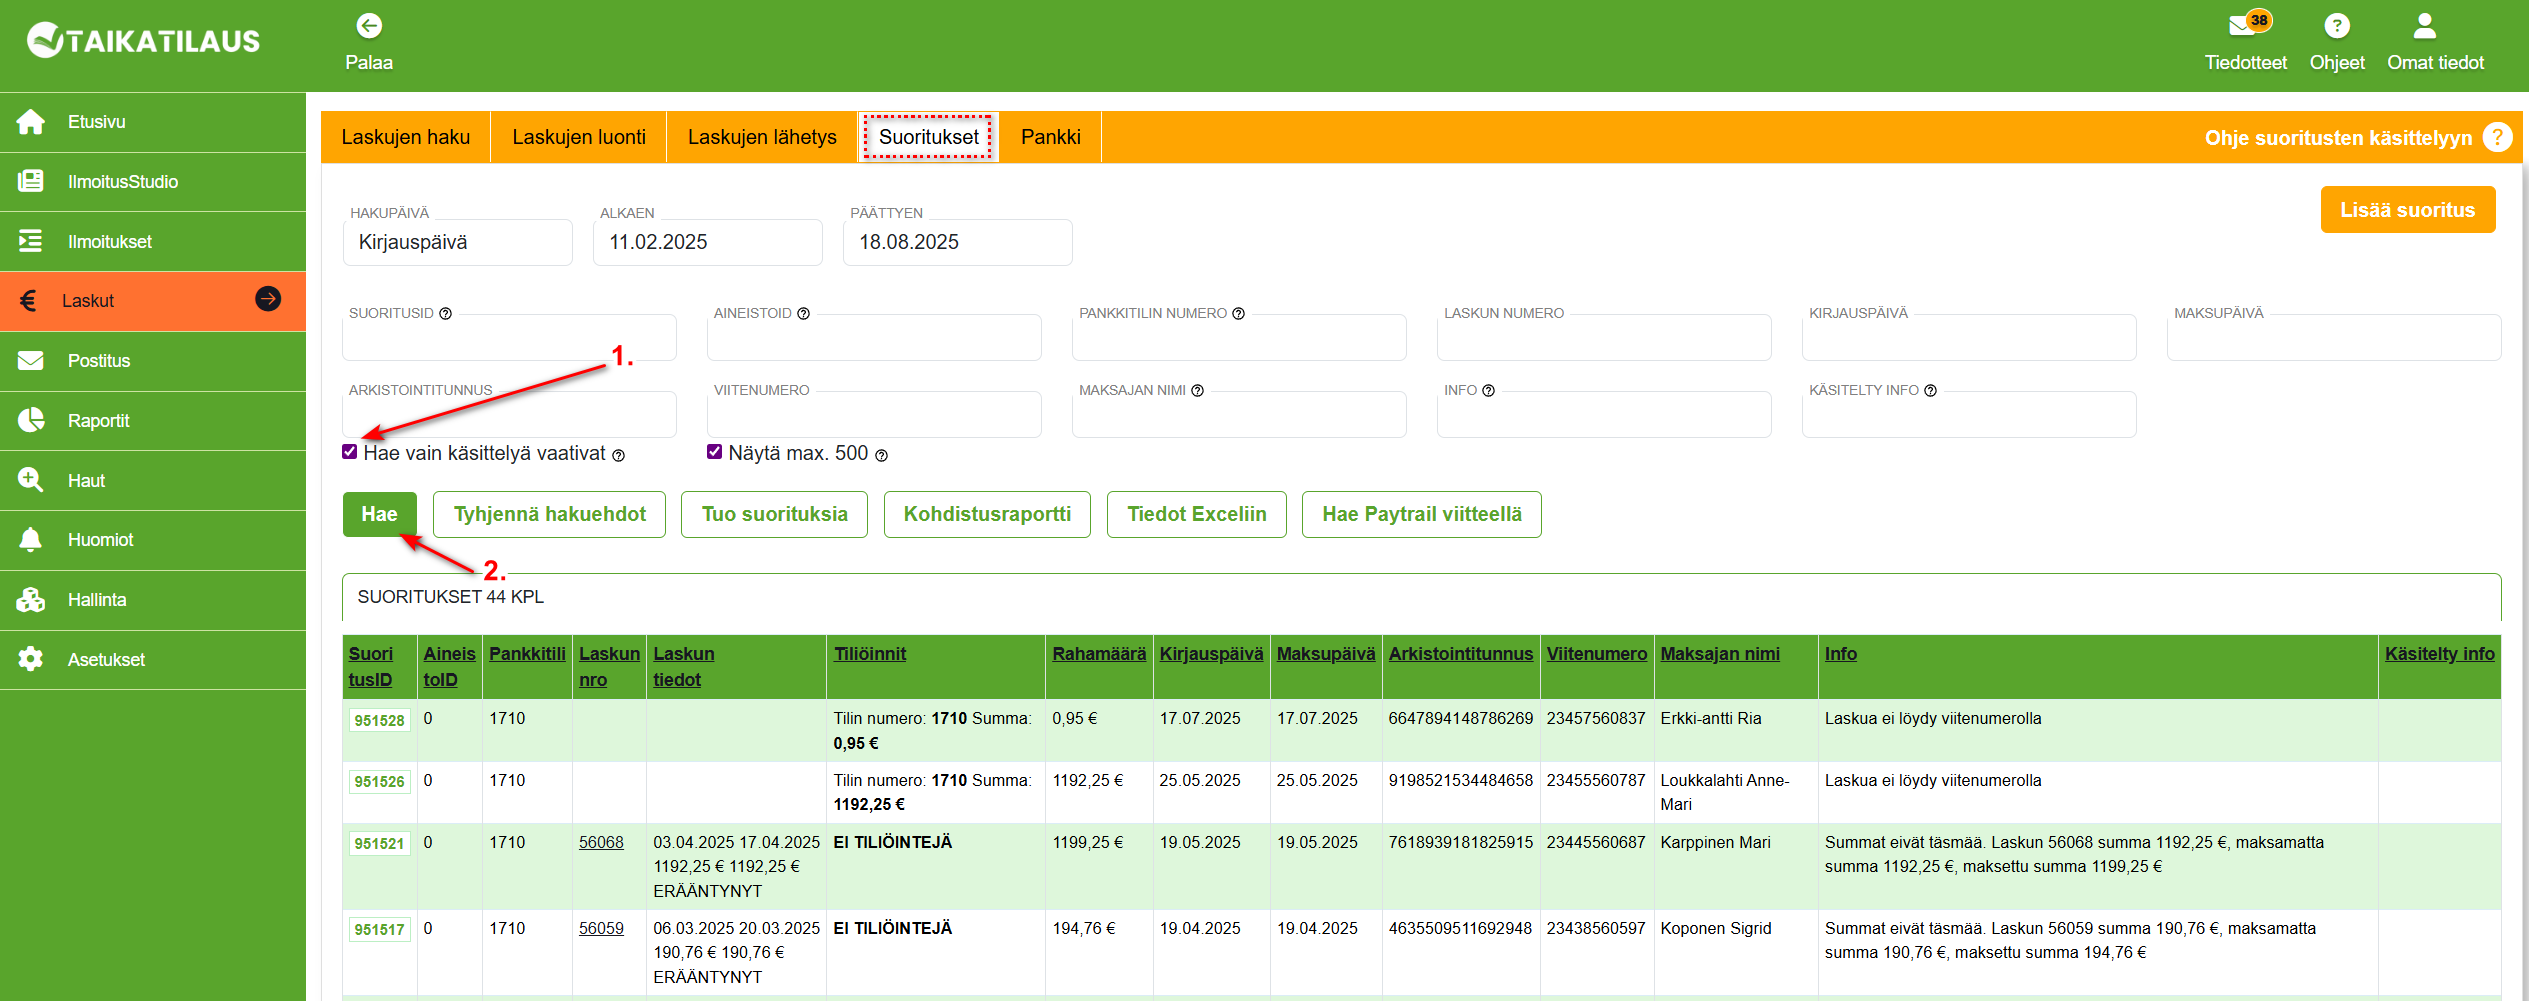 TAIKATILAUS
Palaa
38
Tiedotteet
Ohjeet
Omat tiedot
Etusivu
IlmoitusStudio
Ilmoitukset
Laskut
Postitus
Raportit
Haut
Huomiot
Hallinta
Asetukset
Laskujen haku
Laskujen luonti
Laskujen lähetys
Suoritukset
Pankki
Ohje suoritusten käsittelyyn ?
HAKUPÄIVÄ
Kirjauspäivä
ALKAEN
11.02.2025
PÄÄTTYEN
18.08.2025
Lisää suoritus
SUORITUSID
AINEISTOID
PANKKITILIN NUMERO
LASKUN NUMERO
KIRJAUSPÄIVÄ
MAKSUPÄIVÄ
1.
ARKISTOINTITUNNUS
VIITENUMERO
MAKSAJAN NIMI
INFO
KÄSITELTY INFO
Hae vain käsittelyä vaativat
Näytä max. 500
Hae
Tyhjennä hakuehdot
Tuo suorituksia
Kohdistusraportti
Tiedot Exceliin
Hae Paytrail viitteellä
2.
SUORITUKSET 44 KPL
Suori
tusID
Aineis
toID
Pankkitili
Laskun
nro
Laskun
tiedot
Tiliöinnit
Rahamäärä
Kirjauspäivä
Maksupäivä
Arkistointitunnus
Viitenumero
Maksajan nimi
Info
Käsitelty info
951528 0 1710 Tilin numero: 1710 Summa: 0,95 € 17.07.2025 17.07.2025 6647894148786269 23457560837 Erkki-antti Ria Laskua ei löydy viitenumerolla
0,95 €
951526 0 1710 Tilin numero: 1710 Summa: 1192,25 € 25.05.2025 25.05.2025 9198521534484658 23455560787 Loukkalahti Anne- Laskua ei löydy viitenumerolla
1192,25 € Mari
951521 0 1710 56068 03.04.2025 17.04.2025 EI TILIÖINTEJÄ 1199,25 € 19.05.2025 19.05.2025 7618939181825915 23445560687 Karppinen Mari Summat eivät täsmää. Laskun 56068 summa 1192,25 €, maksamatta
1192,25 € 1192,25 € summa 1192,25 €, maksettu summa 1199,25 €
ERÄÄNTYNYT
951517 0 1710 56059 06.03.2025 20.03.2025 EI TILIÖINTEJÄ 194,76 € 19.04.2025 19.04.2025 4635509511692948 23438560597 Koponen Sigrid Summat eivät täsmää. Laskun 56059 summa 190,76 €, maksamatta
190,76 € 190,76 € summa 190,76 €, maksettu summa 194,76 €
ERÄÄNTYNYT